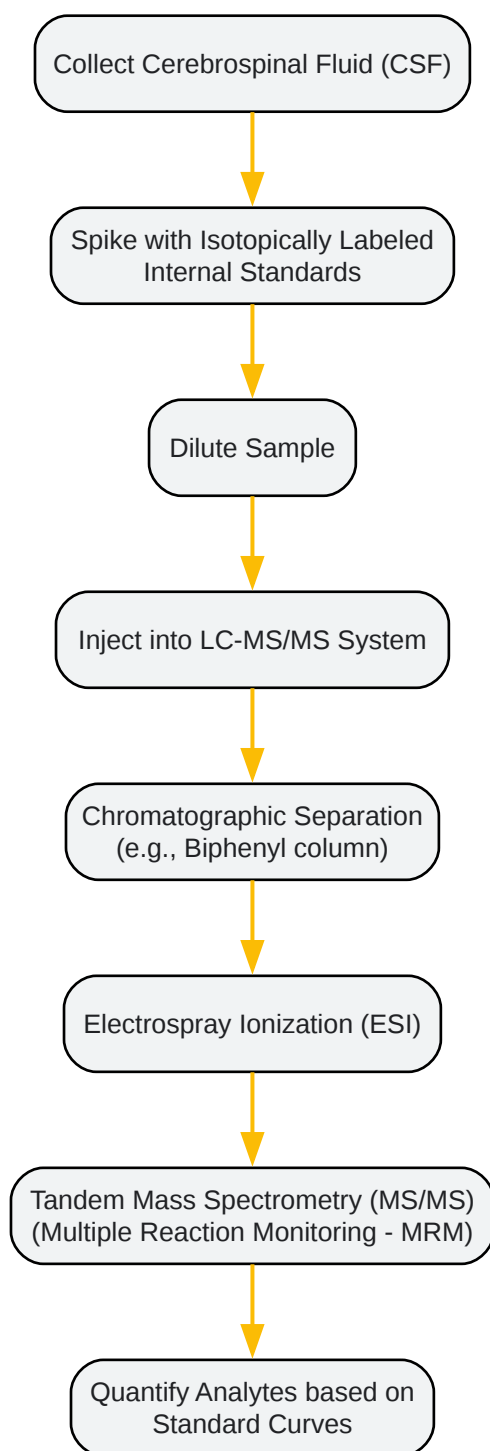 Collect Cerebrospinal Fluid (CSF)
Spike with Isotopically Labeled
Internal Standards
Dilute Sample
Inject into LC-MS/MS System
Chromatographic Separation
(e.g., Biphenyl column)
Electrospray Ionization (ESI)
Tandem Mass Spectrometry (MS/MS)
(Multiple Reaction Monitoring - MRM)
Quantify Analytes based on
Standard Curves